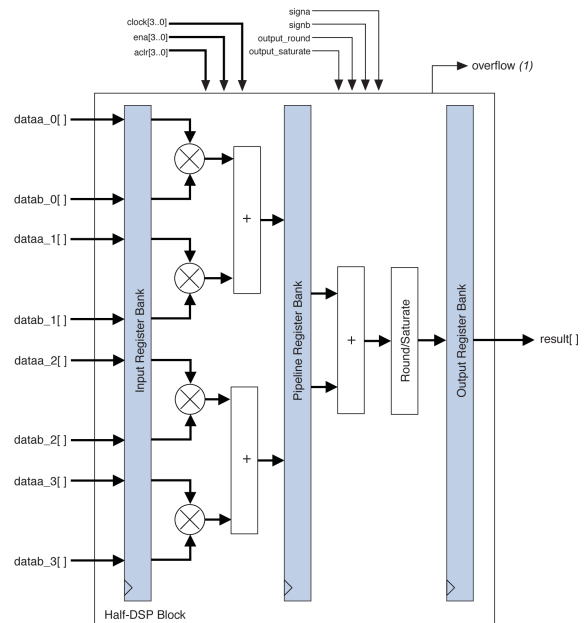 clock[3..0]
ena[3..0]
aclr[3..0]
signa
signb
output_round
output_saturate
overflow (1)
dataa_0[ ]
datab_0[ ]
dataa_1[ ]
datab_1[ ]
dataa_2[ ]
datab_2[ ]
dataa_3[ ]
datab_3[ ]
Input Register Bank
+
+
Pipeline Register Bank
+
Round/Saturate
Output Register Bank
result[ ]
Half-DSP Block